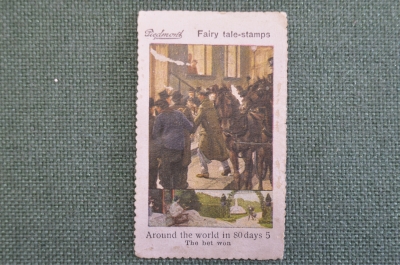 Fairy tale-stamps
Around the world in 80 days 5
The bet won